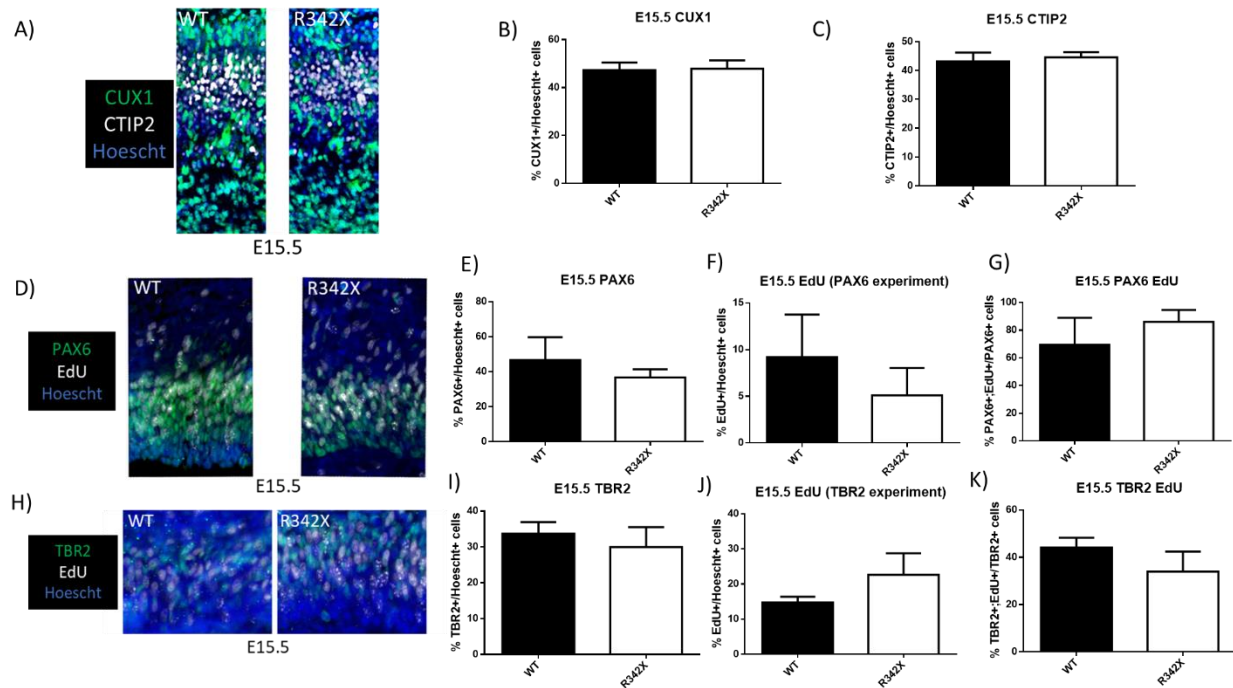 A)
WT
R342X
CUX1
CTIP2
Hoescht
E15.5
B)
E15.5 CUX1
% CUX1+/Hoescht+ cells
60
40
20
0
WT
R342X
C)
E15.5 CTIP2
% CTIP2+/Hoescht+ cells
50
40
30
20
10
0
WT
R342X
D)
WT
R342X
PAX6
EdU
Hoescht
E15.5
E)
E15.5 PAX6
% PAX6+/Hoescht+ cells
80
60
40
20
0
WT
R342X
F)
E15.5 EdU (PAX6 experiment)
% EdU+/Hoescht+ cells
15
10
5
0
WT
R342X
G)
E15.5 PAX6 EdU
% PAX6+;EdU+/PAX6+ cells
100
80
60
40
20
0
WT
R342X
H)
WT
R342X
TBR2
EdU
Hoescht
E15.5
I)
E15.5 TBR2
% TBR2+/Hoescht+ cells
50
40
30
20
10
0
WT
R342X
J)
E15.5 EdU (TBR2 experiment)
% EdU+/Hoescht+ cells
40
30
20
10
0
WT
R342X
K)
E15.5 TBR2 EdU
% TBR2+;EdU+/TBR2+ cells
60
40
20
0
WT
R342X